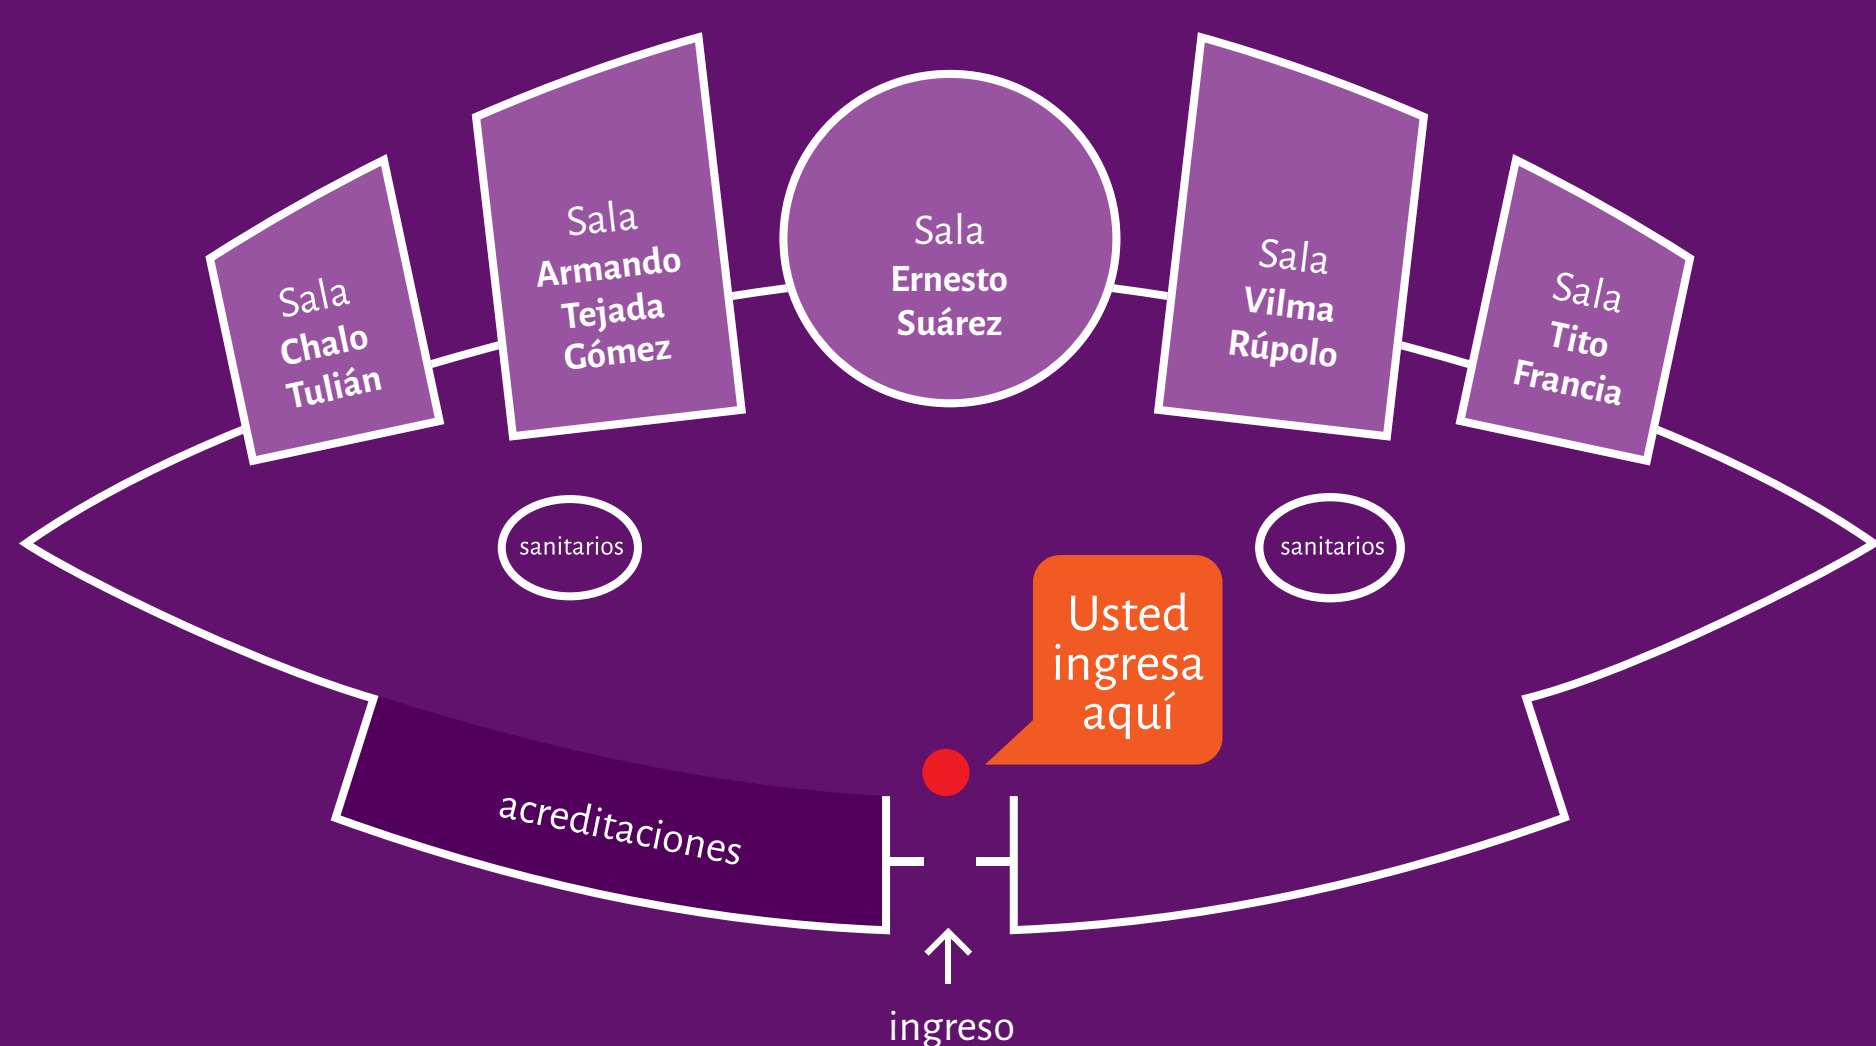 Sala
Chalo
Tulián
Sala
Armando
Tejada
Gómez
Sala
Ernesto
Suárez
Sala
Vilma
Rúpolo
Sala
Tito
Francia
sanitarios
sanitarios
Usted
ingresa
aquí
acreditaciones
ingreso